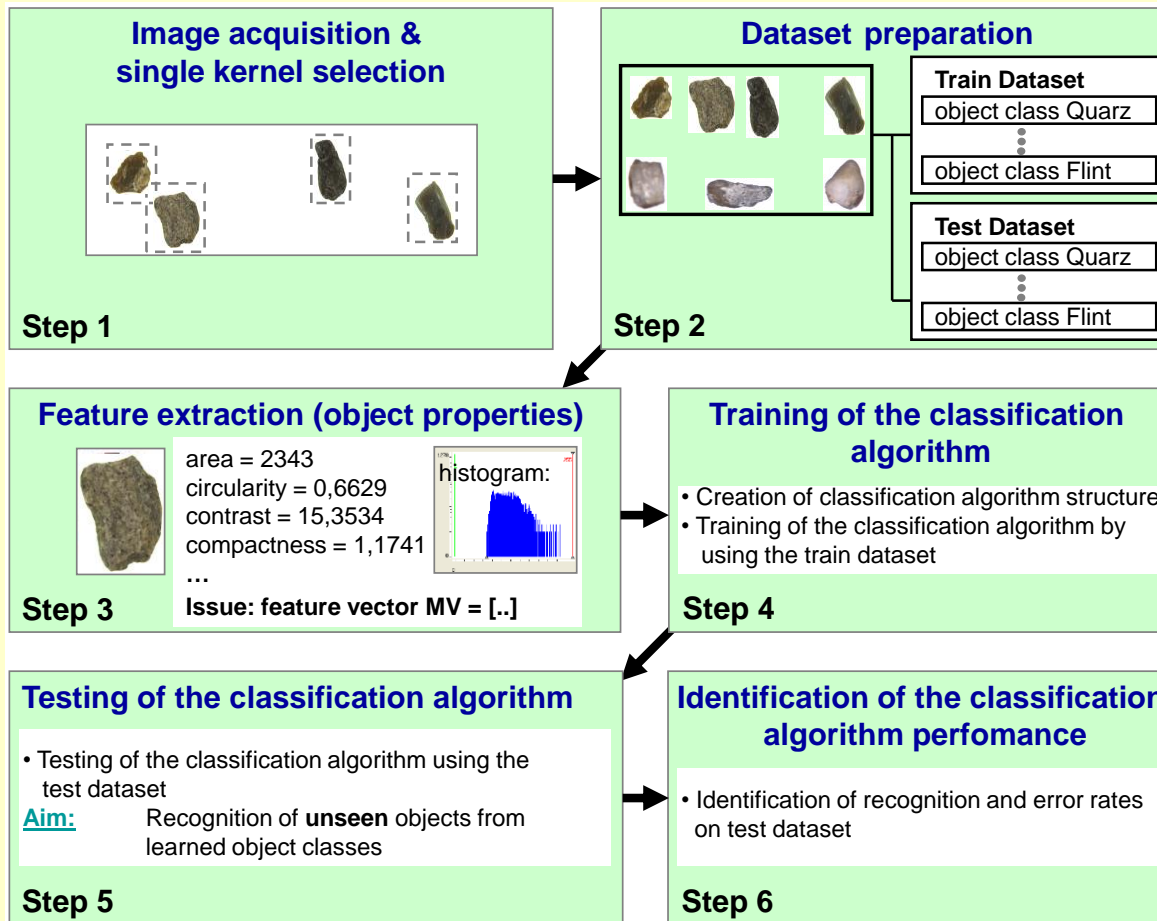 Image acquisition &
single kernel selection
Step 1
Dataset preparation
Train Dataset
object class Quarz
object class Flint
Test Dataset
object class Quarz
object class Flint
Step 2
Feature extraction (object properties)
area = 2343
circularity = 0,6629
contrast = 15,3534
compactness = 1,1741
...
histogram:
Issue: feature vector MV = [..]
Step 3
Training of the classification
algorithm
• Creation of classification algorithm structure
• Training of the classification algorithm by
using the train dataset
Step 4
Testing of the classification algorithm
• Testing of the classification algorithm using the
test dataset
Aim: Recognition of unseen objects from
learned object classes
Step 5
Identification of the classification
algorithm perfomance
• Identification of recognition and error rates
on test dataset
Step 6